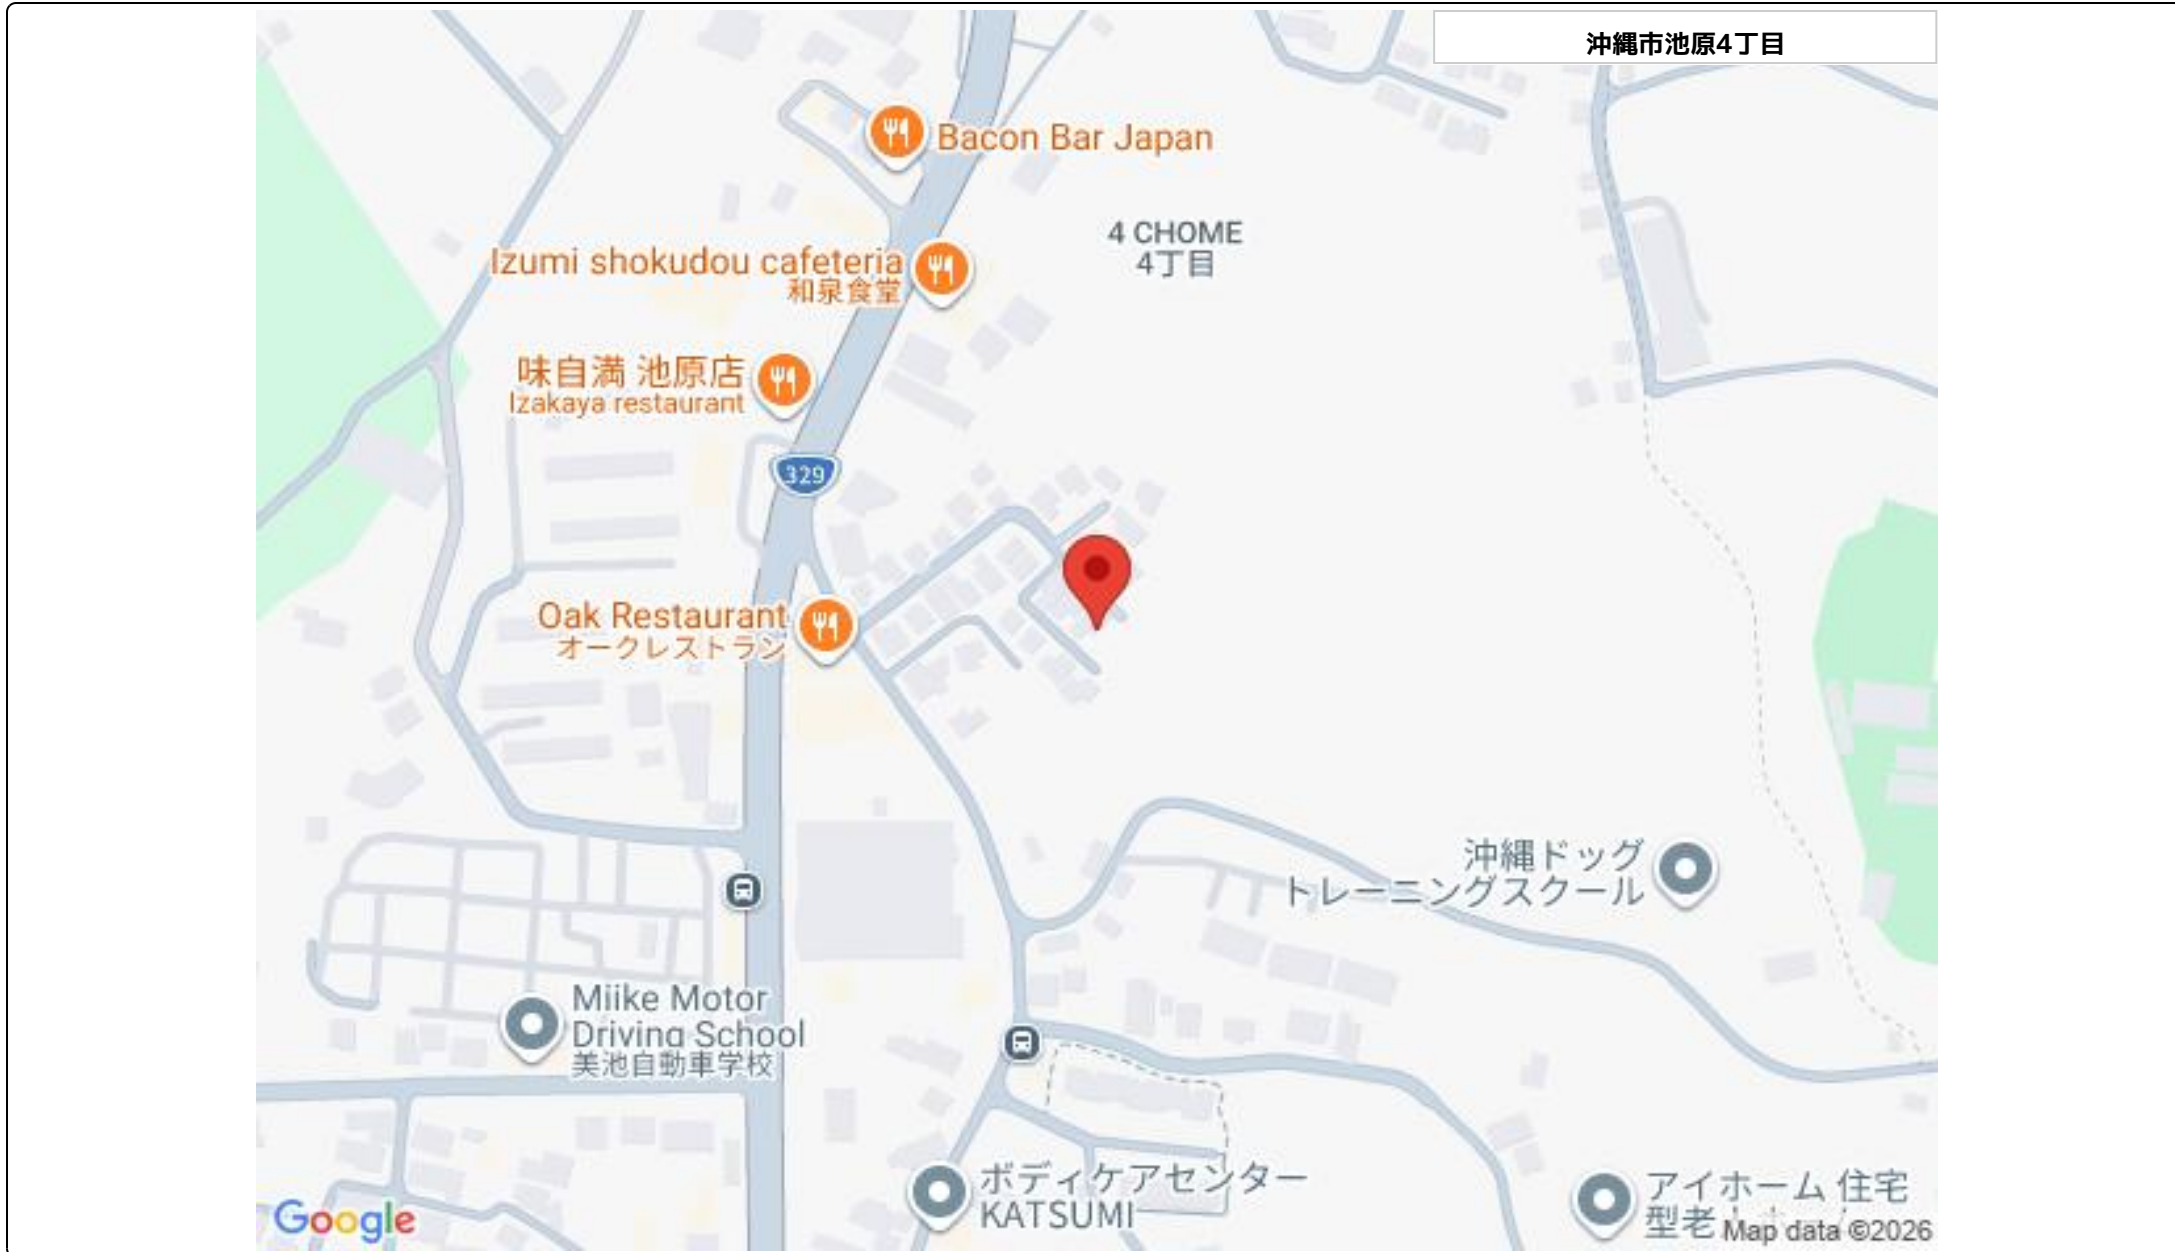 沖縄市池原4丁目
Bacon Bar Japan
4 CHOME
4丁目
Izumi shokudou cafeteria
和泉食堂
味自満 池原店
Izakaya restaurant
329
Oak Restaurant
オークレストラン
沖縄ドッグ
トレーニングスクール
Miike Motor
Driving School
美池自動車学校
ボディケアセンター
KATSUMI
アイホーム 住宅
型老
Google
Map data ©2026